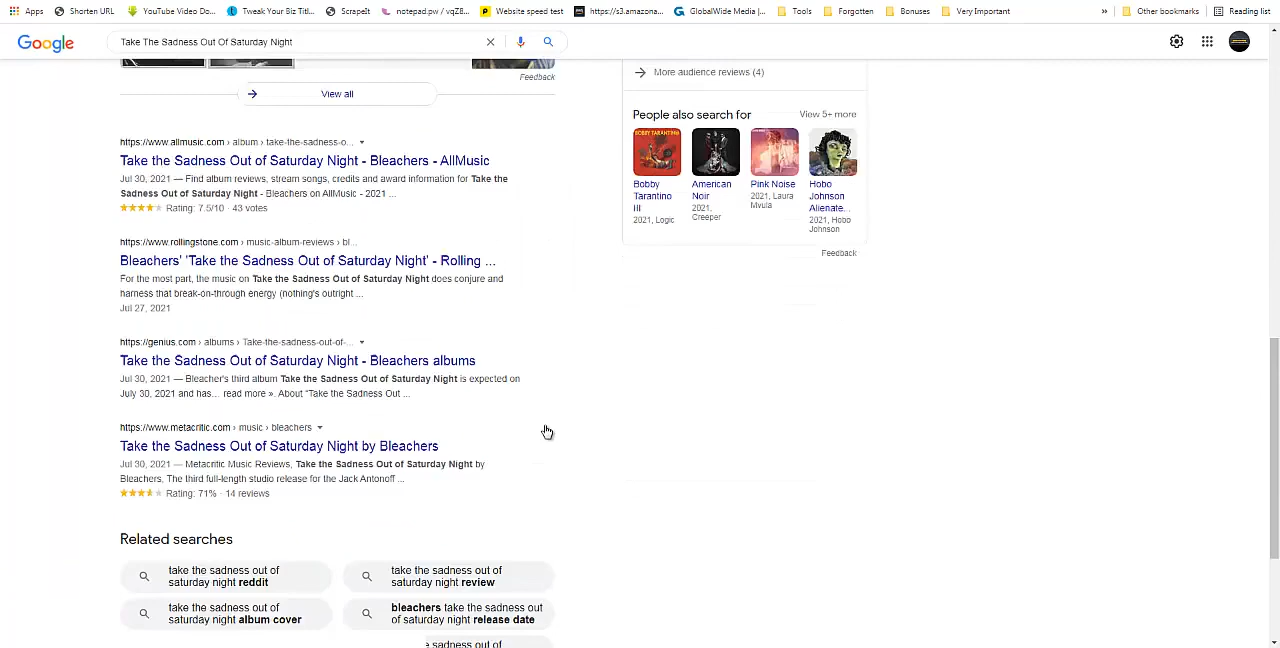 Apps Shorten URL YouTube Video Do... Tweak Your Biz Titl... ScrapeIt notepad.pw / vqZ8... Website speed test https://s3.amazona... GlobalWide Media |... Tools Forgotten Bonuses Very Important » Other bookmarks Reading list
Google Take The Sadness Out Of Saturday Night
Feedback
View all
https://www.allmusic.com › album › take-the-sadness-o...
Take the Sadness Out of Saturday Night - Bleachers - AllMusic
Jul 30, 2021 — Find album reviews, stream songs, credits and award information for Take the
Sadness Out of Saturday Night - Bleachers on AllMusic - 2021 ...
Rating: 7.5/10 · 43 votes
https://www.rollingstone.com › music-album-reviews › bl...
Bleachers' 'Take the Sadness Out of Saturday Night' - Rolling ...
For the most part, the music on Take the Sadness Out of Saturday Night does conjure and
harness that break-on-through energy (nothing's outright ...
Jul 27, 2021
https://genius.com › albums › Take-the-sadness-out-of-...
Take the Sadness Out of Saturday Night - Bleachers albums
Jul 30, 2021 — Bleacher's third album Take the Sadness Out of Saturday Night is expected on
July 30, 2021 and has... read more ». About “Take the Sadness Out ...
https://www.metacritic.com › music › bleachers
Take the Sadness Out of Saturday Night by Bleachers
Jul 30, 2021 — Metacritic Music Reviews, Take the Sadness Out of Saturday Night by
Bleachers, The third full-length studio release for the Jack Antonoff ...
Rating: 71% · 14 reviews
Related searches
take the sadness out of
saturday night reddit
take the sadness out of
saturday night review
take the sadness out of
saturday night album cover
bleachers take the sadness out
of saturday night release date
e sadness out of
More audience reviews (4)
People also search for View 5+ more
BOBBY TARANTINO
Bobby
Tarantino
III
2021, Logic
American
Noir
2021,
Creeper
Pink Noise
2021, Laura
Mvula
Hobo
Johnson
Alienate...
2021, Hobo
Johnson
Feedback